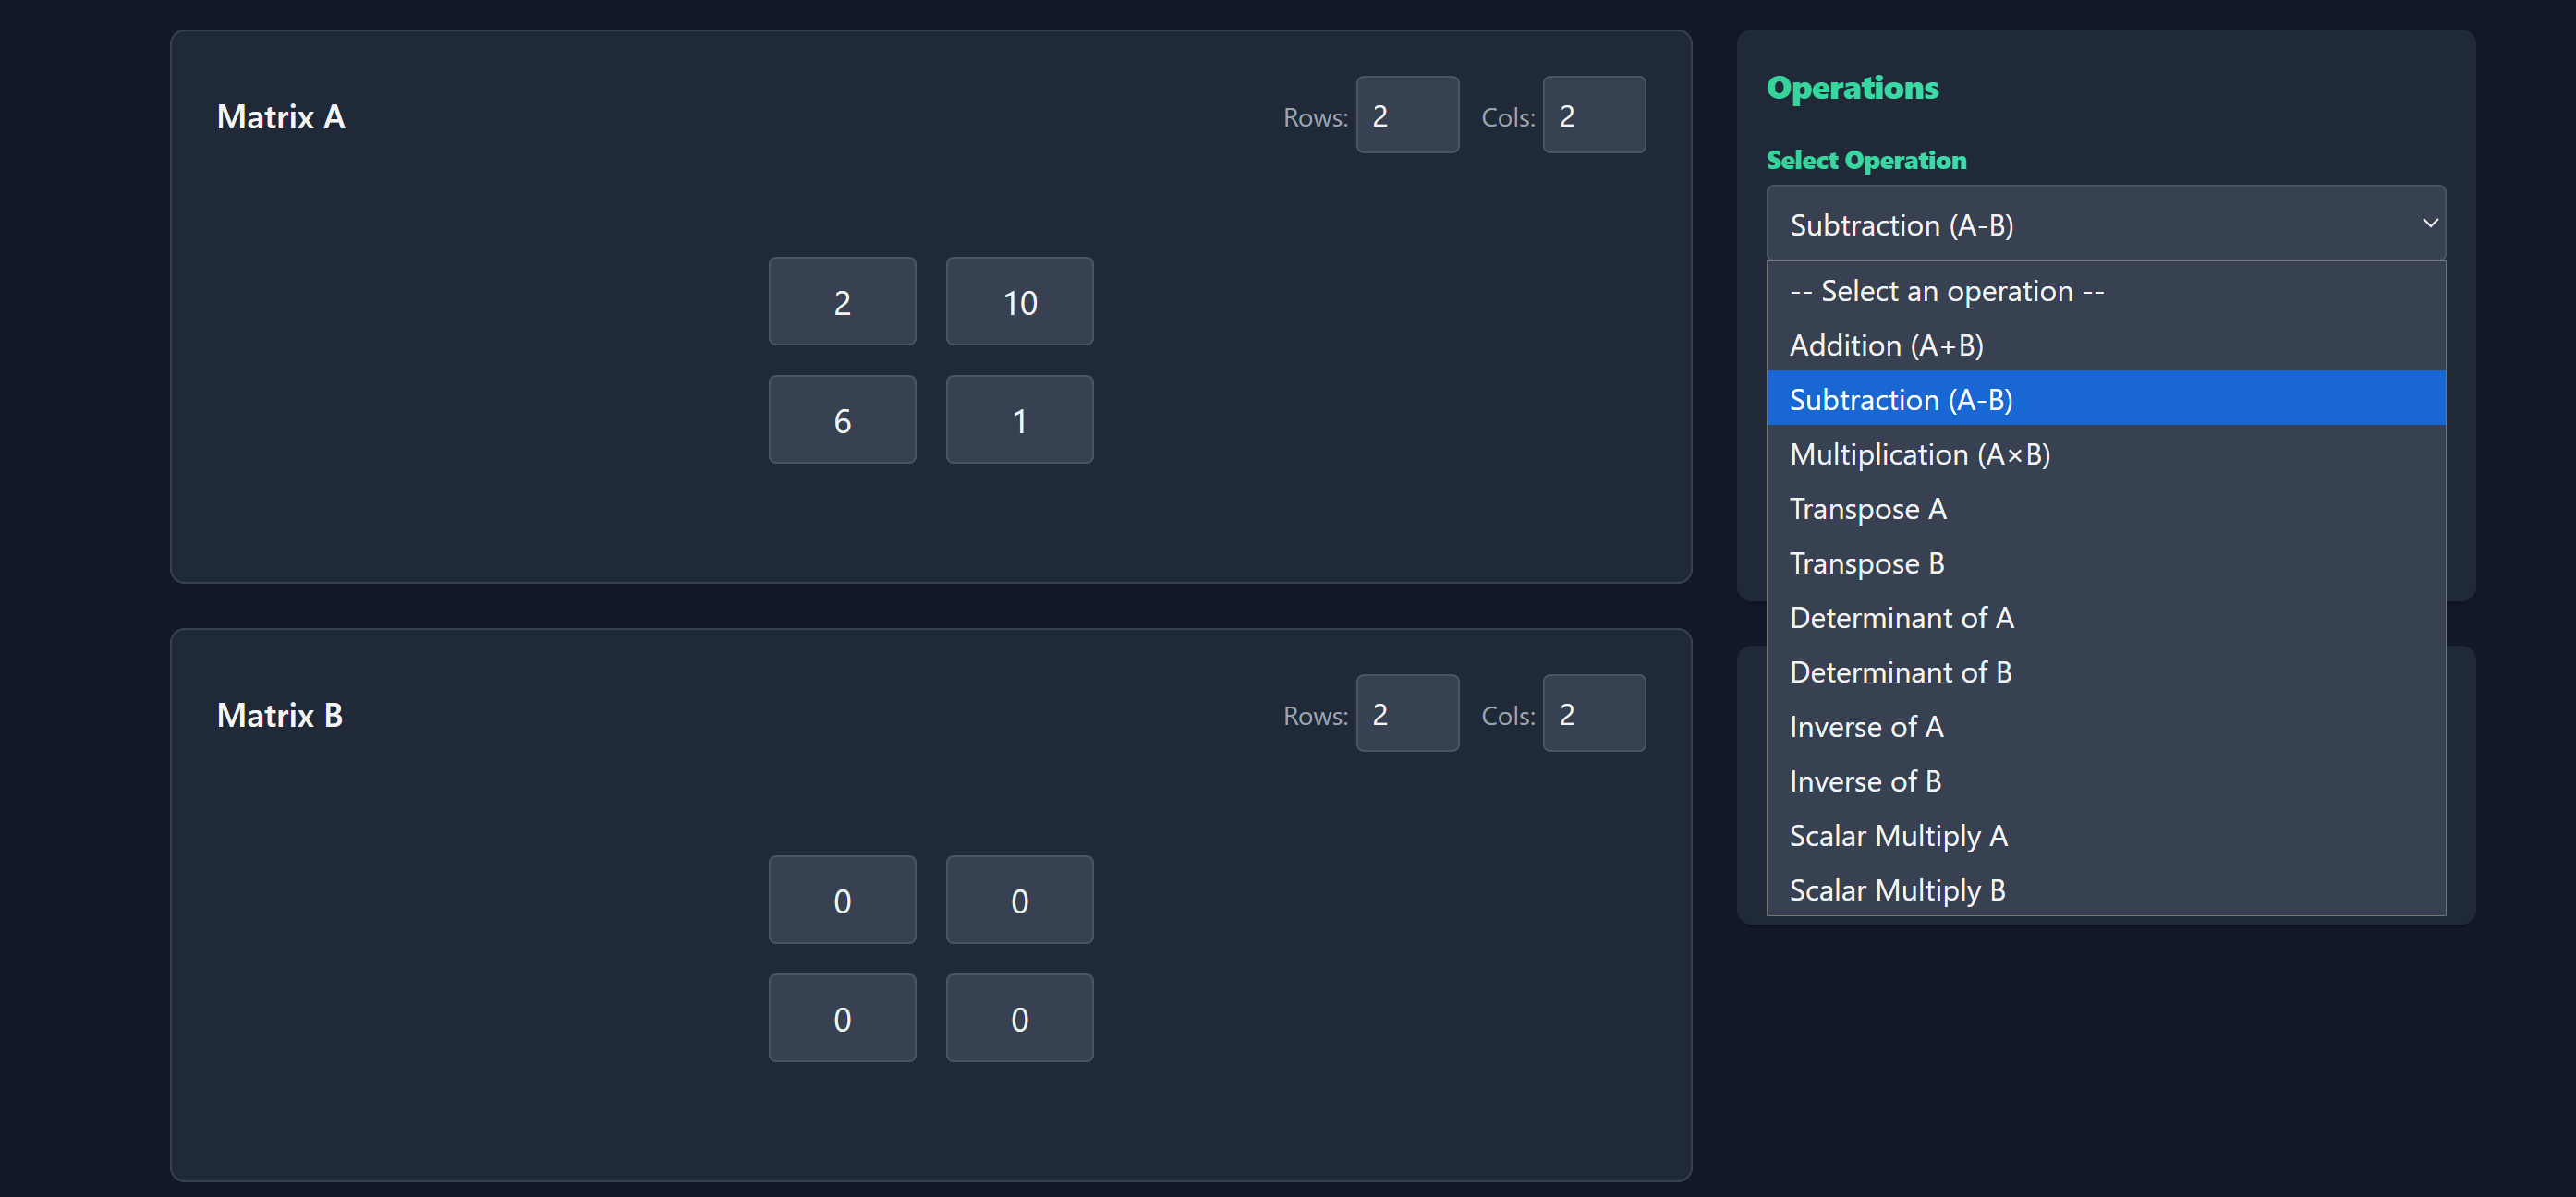 Matrix A
Rows: 2 Cols: 2
2 10
6 1
Matrix B
Rows: 2 Cols: 2
0 0
0 0
Operations
Select Operation
Subtraction (A-B)
-- Select an operation --
Addition (A+B)
Subtraction (A-B)
Multiplication (A×B)
Transpose A
Transpose B
Determinant of A
Determinant of B
Inverse of A
Inverse of B
Scalar Multiply A
Scalar Multiply B